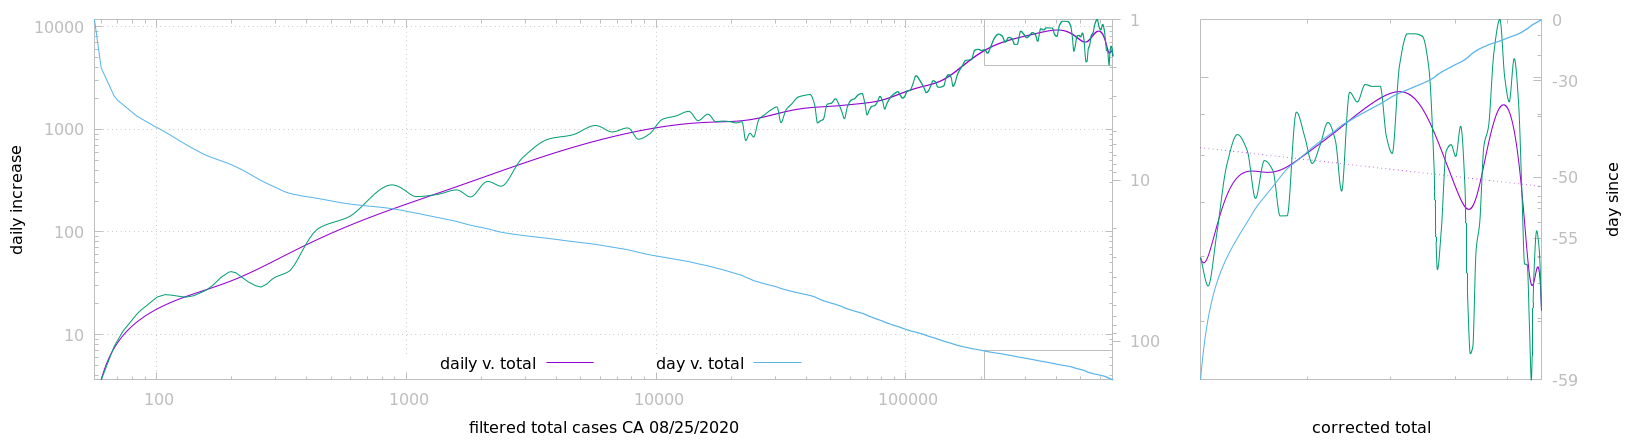 10000
1000
100
10
daily increase
1
10
100
daily v. total
day v. total
100
1000
10000
100000
filtered total cases CA 08/25/2020
0
-30
-50
-55
-59
day since
corrected total